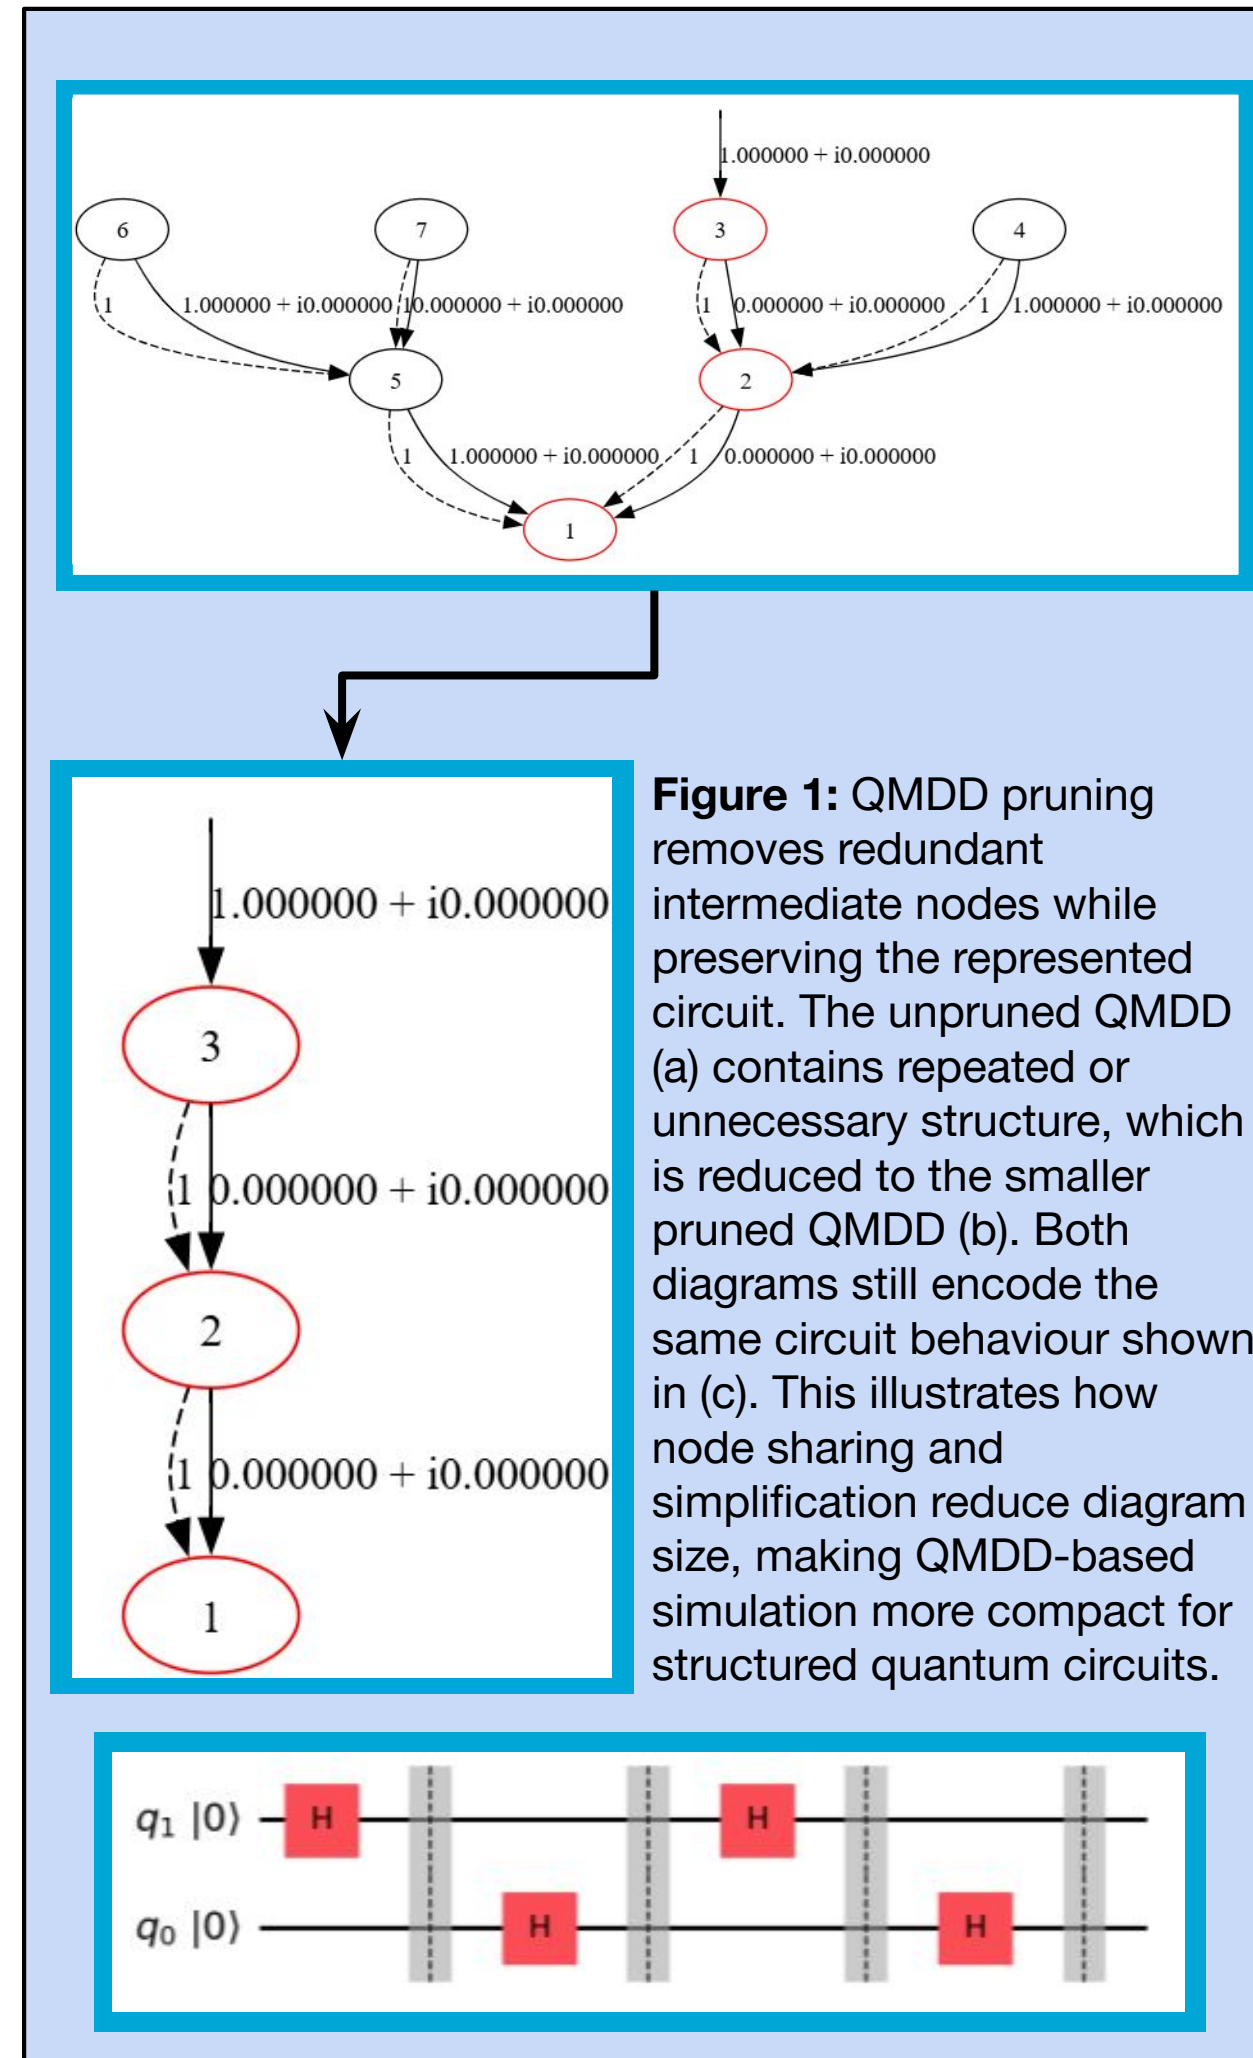 1.000000 + i0.000000
6
7
3
4
1
1.000000 + i0.000000
1
0.000000 + i0.000000
1
0.000000 + i0.000000
1
1.000000 + i0.000000
5
2
1
1.000000 + i0.000000
1
0.000000 + i0.000000
1
1.000000 + i0.000000
3
1
0.000000 + i0.000000
2
1
0.000000 + i0.000000
1
Figure 1: QMDD pruning
removes redundant
intermediate nodes while
preserving the represented
circuit. The unpruned QMDD
(a) contains repeated or
unnecessary structure, which
is reduced to the smaller
pruned QMDD (b). Both
diagrams still encode the
same circuit behaviour shown
in (c). This illustrates how
node sharing and
simplification reduce diagram
size, making QMDD-based
simulation more compact for
structured quantum circuits.
q₁ |0⟩ H H
q₀ |0⟩ H H